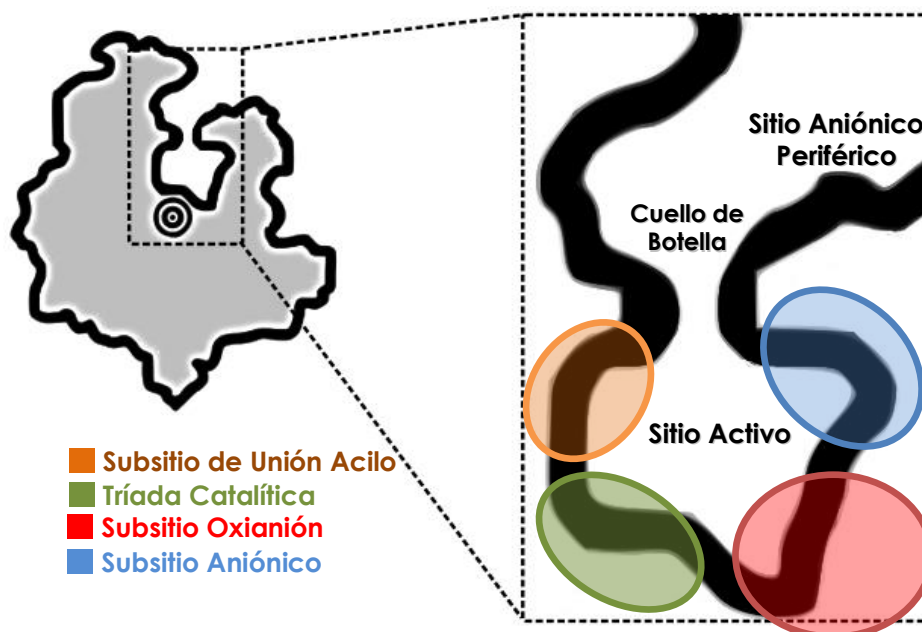 Sitio Aniónico
Periférico
Cuello de
Botella
Sitio Activo
Subsitio de Unión Acilo
Tríada Catalítica
Subsitio Oxianión
Subsitio Aniónico